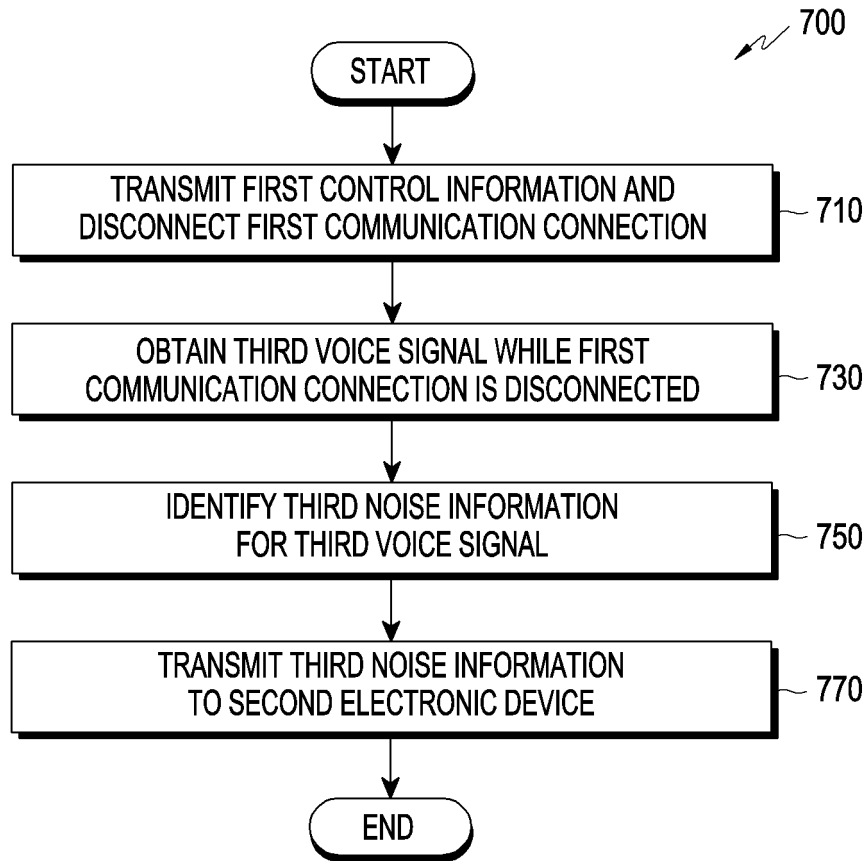 700
START
TRANSMIT FIRST CONTROL INFORMATION AND
DISCONNECT FIRST COMMUNICATION CONNECTION
710
OBTAIN THIRD VOICE SIGNAL WHILE FIRST
COMMUNICATION CONNECTION IS DISCONNECTED
730
IDENTIFY THIRD NOISE INFORMATION
FOR THIRD VOICE SIGNAL
750
TRANSMIT THIRD NOISE INFORMATION
TO SECOND ELECTRONIC DEVICE
770
END